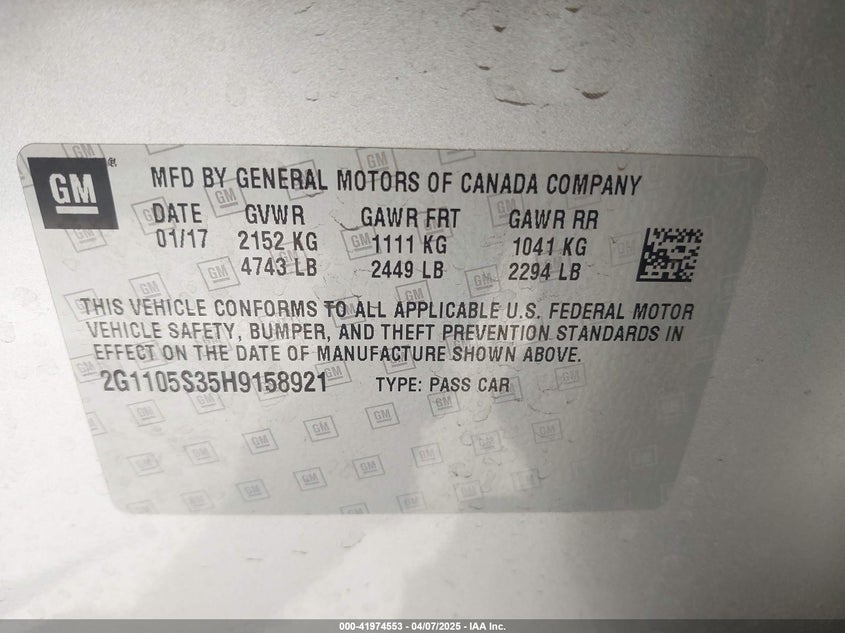 GM ® MFD BY GENERAL MOTORS OF CANADA COMPANY
DATE GVWR GAWR FRT GAWR RR
01/17 2152 KG 1111 KG 1041 KG
4743 LB 2449 LB 2294 LB
THIS VEHICLE CONFORMS TO ALL APPLICABLE U.S. FEDERAL MOTOR
VEHICLE SAFETY, BUMPER, AND THEFT PREVENTION STANDARDS IN
EFFECT ON THE DATE OF MANUFACTURE SHOWN ABOVE.
2G1105S35H9158921 TYPE: PASS CAR
000-41974553 - 04/07/2025 - IAA Inc.